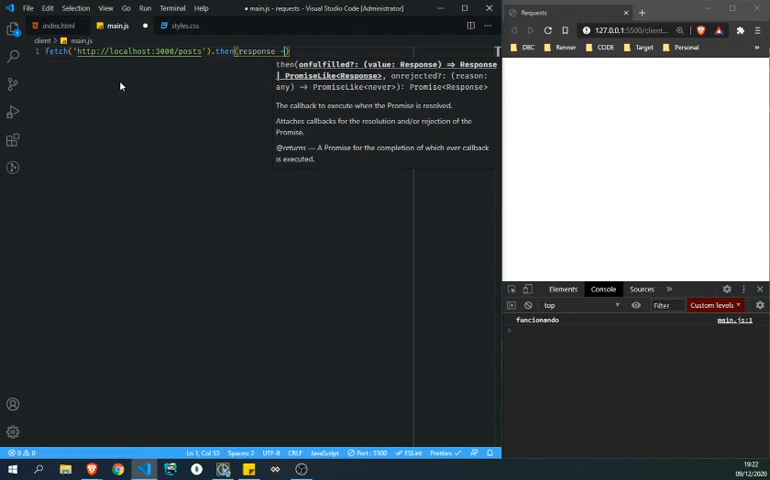 File Edit Selection View Go Run Terminal Help
● main.js - requests - Visual Studio Code [Administrator]
index.html
main.js
styles.css
client > main.js
1 fetch('http://localhost:3000/posts').then(response -)
then(onfulfilled?: (value: Response) => Response
| PromiseLike<Response>, onrejected?: (reason:
any) => PromiseLike<never>): Promise<Response>
The callback to execute when the Promise is resolved.
Attaches callbacks for the resolution and/or rejection of the
Promise.
@returns — A Promise for the completion of which ever callback
is executed.
0 0
Ln 1, Col 53
Spaces: 2
UTF-8
CRLF
JavaScript
Port : 5500
ESLint
Prettier: ✓
Requests
127.0.0.1:5500/client...
DBC
Renner
CODE
Target
Personal
»
Elements
Console
Sources
»
top
Filter
Custom levels
funcionando
main.js:1
19:22
09/12/2020